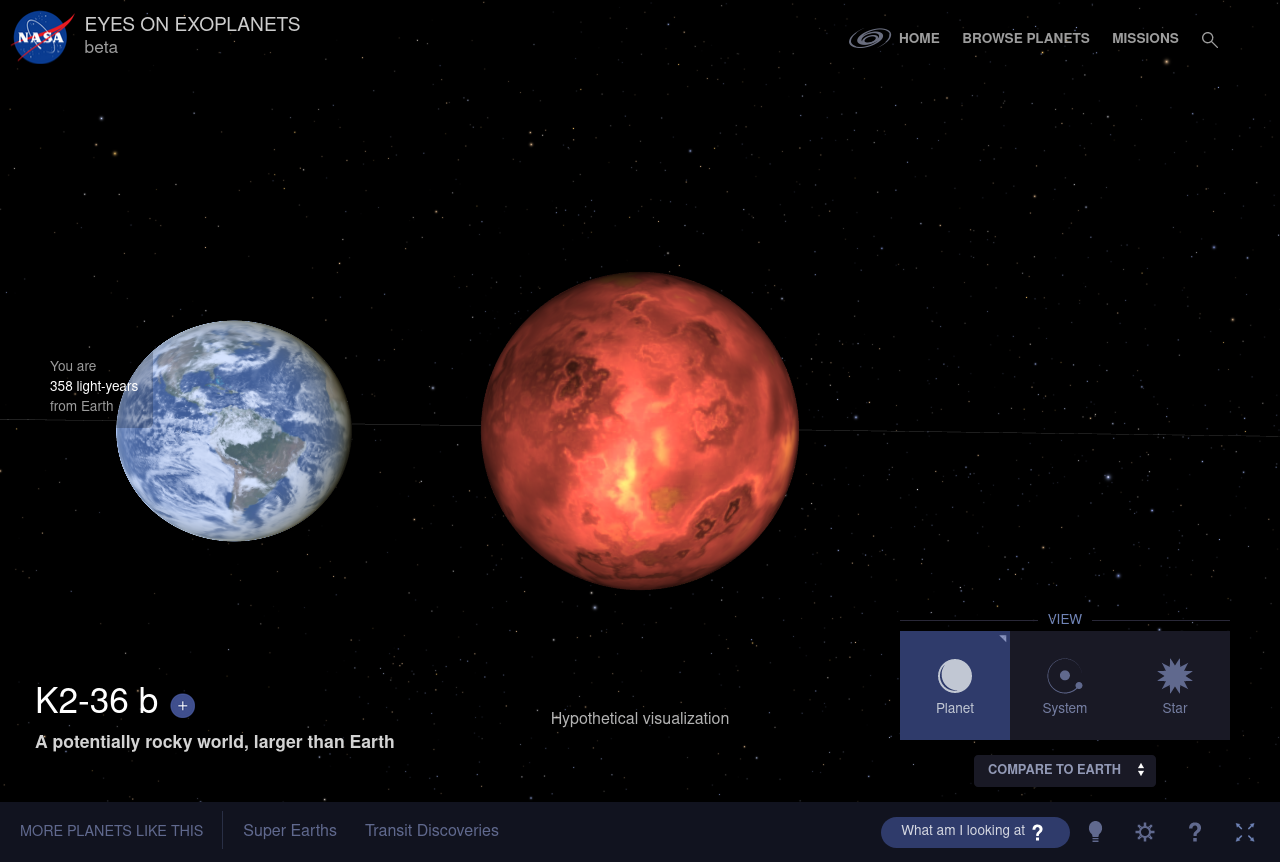 NASA
EYES ON EXOPLANETS
beta
HOME
BROWSE PLANETS
MISSIONS
You are
358 light-years
from Earth
VIEW
Planet
System
Star
K2-36 b +
A potentially rocky world, larger than Earth
Hypothetical visualization
COMPARE TO EARTH
MORE PLANETS LIKE THIS
Super Earths
Transit Discoveries
What am I looking at ?
?